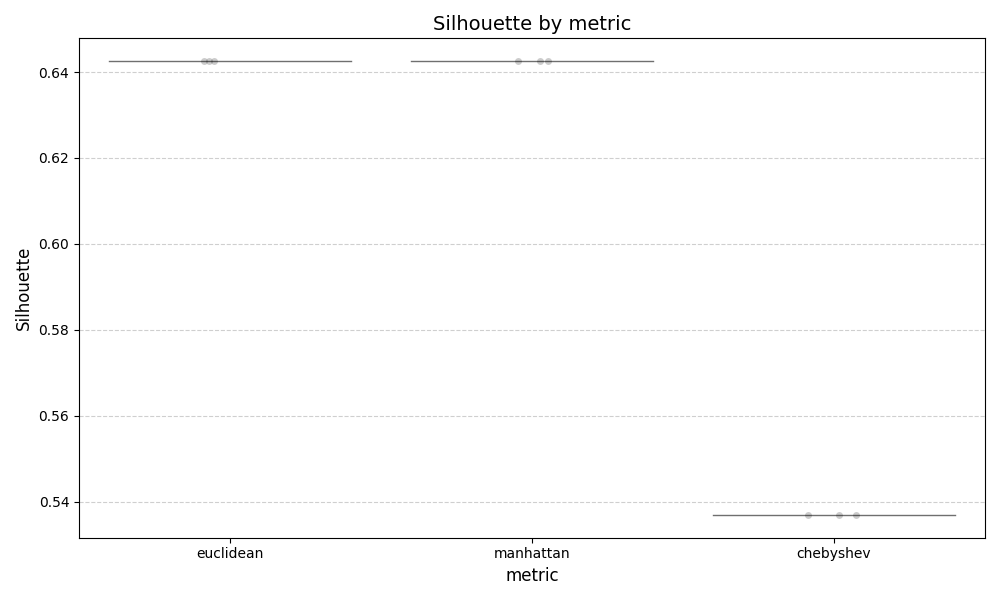 Silhouette by metric
0.64
0.62
0.60
0.58
0.56
0.54
Silhouette
euclidean
manhattan
chebyshev
metric